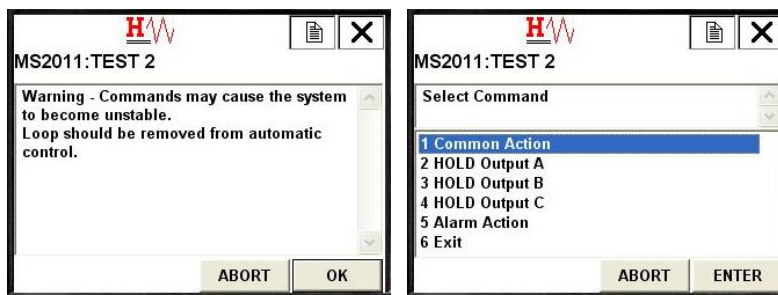 H
MS2011:TEST 2
Warning - Commands may cause the system
to become unstable.
Loop should be removed from automatic
control.
ABORT
OK
H
MS2011:TEST 2
Select Command
1 Common Action
2 HOLD Output A
3 HOLD Output B
4 HOLD Output C
5 Alarm Action
6 Exit
ABORT
ENTER